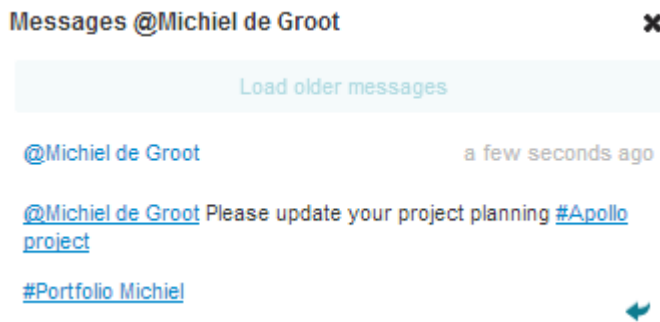 Messages @Michiel de Groot
Load older messages
@Michiel de Groot a few seconds ago
@Michiel de Groot Please update your project planning #Apollo
project
#Portfolio Michiel